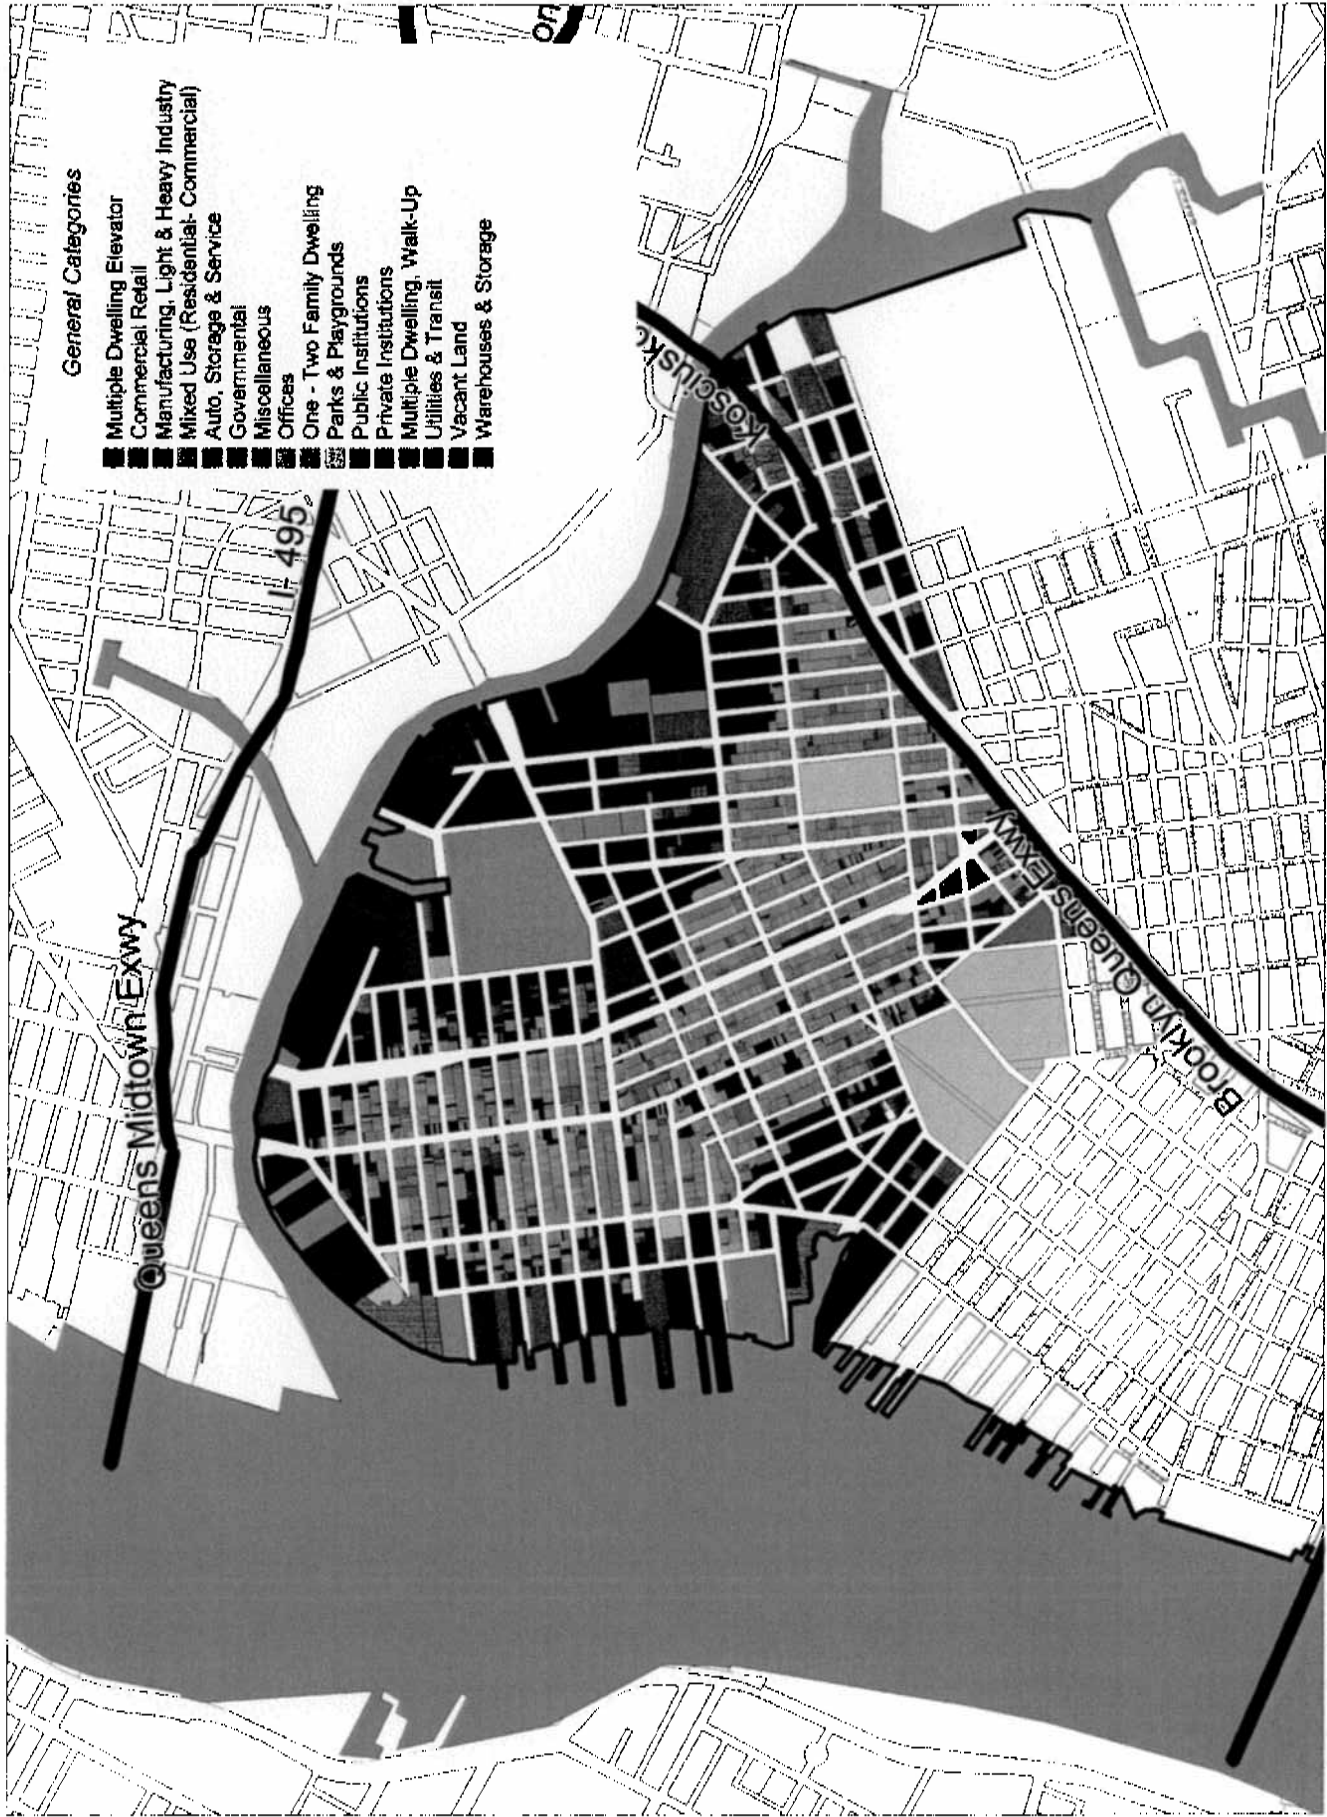 General Categories
Multiple Dwelling Elevator
Commercial Retail
Manufacturing, Light & Heavy Industry
Mixed Use (Residential- Commercial)
Auto, Storage & Service
Governmental
Miscellaneous
Offices
One - Two Family Dwelling
Parks & Playgrounds
Public Institutions
Private Institutions
Multiple Dwelling, Walk-Up
Utilities & Transit
Vacant Land
Warehouses & Storage
on
I- 495
Queens Midtown Exwy
Kosciusko
Kosciusko
Brooklyn Queens Exwy